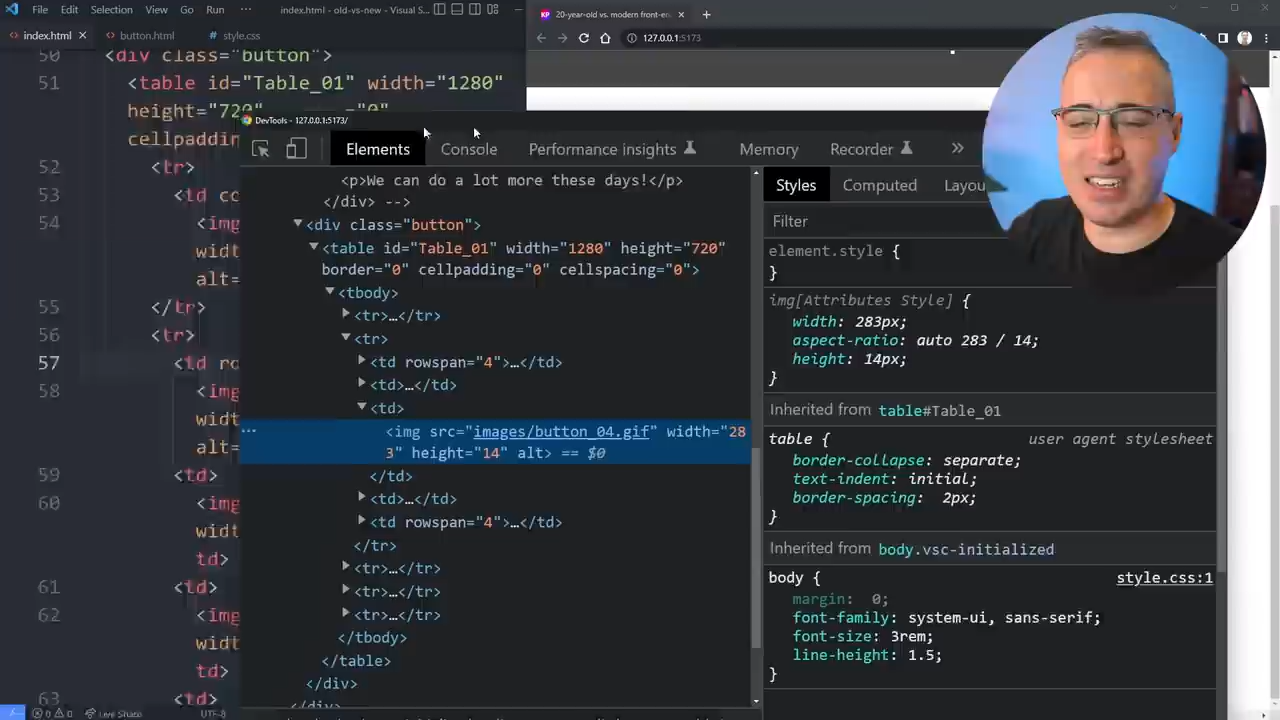 File Edit Selection View Go Run index.html - old-vs-new - Visual S...
index.html button.html style.css
20-year-old vs. modern front-en
127.0.0.1:5173
50 <div class="button">
51 <table id="Table_01" width="1280"
height="720"
cellpaddin
52 <tr>
53 <td co
54 <img
wid
alt=
55 </tr>
56 <tr>
57 <td ro
58 <img
widt
alt=
59 <td>
60 <img
widt
td>
61 <td>
62 <img
widt
td>
63 <td>
0 0 Live Share UTF-8
DevTools - 127.0.0.1:5173/
Elements Console Performance insights Memory Recorder »
<p>We can do a lot more these days!</p>
</div> -->
<div class="button">
<table id="Table_01" width="1280" height="720"
border="0" cellpadding="0" cellspacing="0">
<tbody>
<tr>…</tr>
<tr>
<td rowspan="4">…</td>
<td>…</td>
<td>
<img src="images/button_04.gif" width="28
3" height="14" alt> == $0
</td>
<td>…</td>
<td rowspan="4">…</td>
</tr>
<tr>…</tr>
<tr>…</tr>
<tr>…</tr>
</tbody>
</table>
</div>
Styles Computed Layou
Filter
element.style {
}
img[Attributes Style] {
width: 283px;
aspect-ratio: auto 283 / 14;
height: 14px;
}
Inherited from table#Table_01
table { user agent stylesheet
border-collapse: separate;
text-indent: initial;
border-spacing: 2px;
}
Inherited from body.vsc-initialized
body { style.css:1
margin: 0;
font-family: system-ui, sans-serif;
font-size: 3rem;
line-height: 1.5;
}